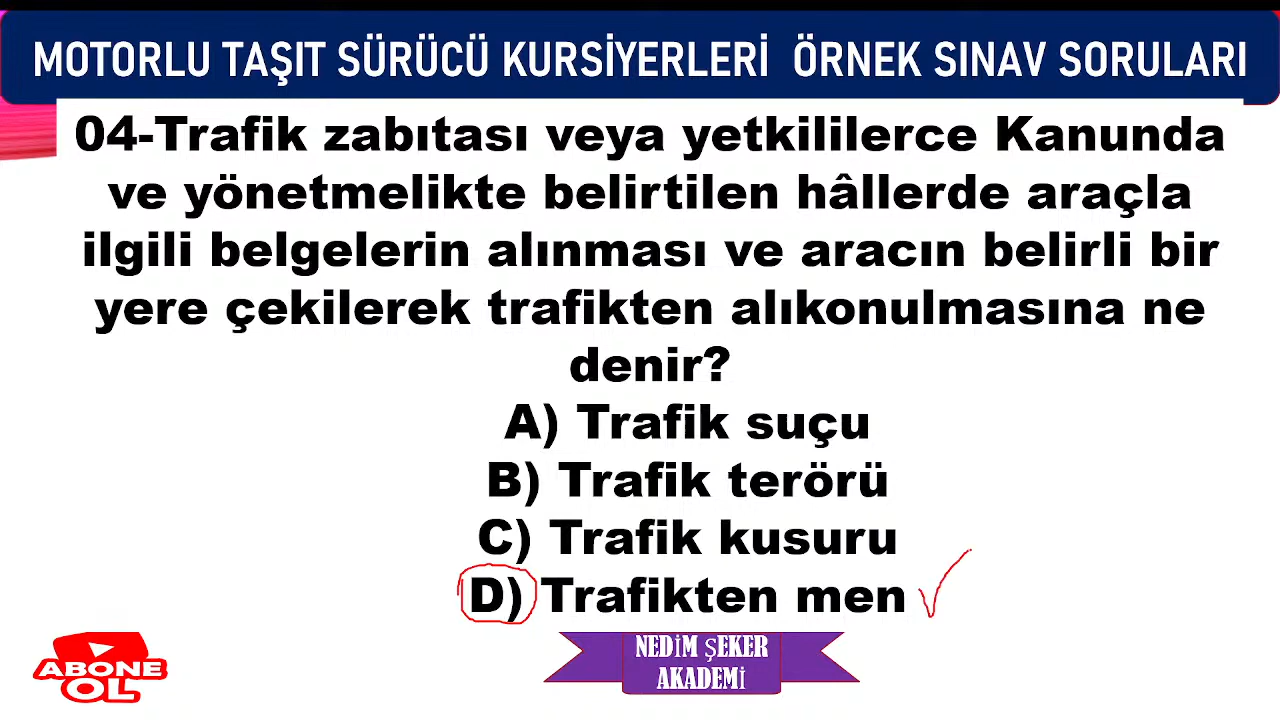 MOTORLU TAŞIT SÜRÜCÜ KURSİYERLERİ ÖRNEK SINAV SORULARI
04-Trafik zabıtası veya yetkililerce Kanunda
ve yönetmelikte belirtilen hâllerde araçla
ilgili belgelerin alınması ve aracın belirli bir
yere çekilerek trafikten alıkonulmasına ne
denir?
A) Trafik suçu
B) Trafik terörü
C) Trafik kusuru
D) Trafikten men
ABONE
OL
NEDİM ŞEKER
AKADEMİ